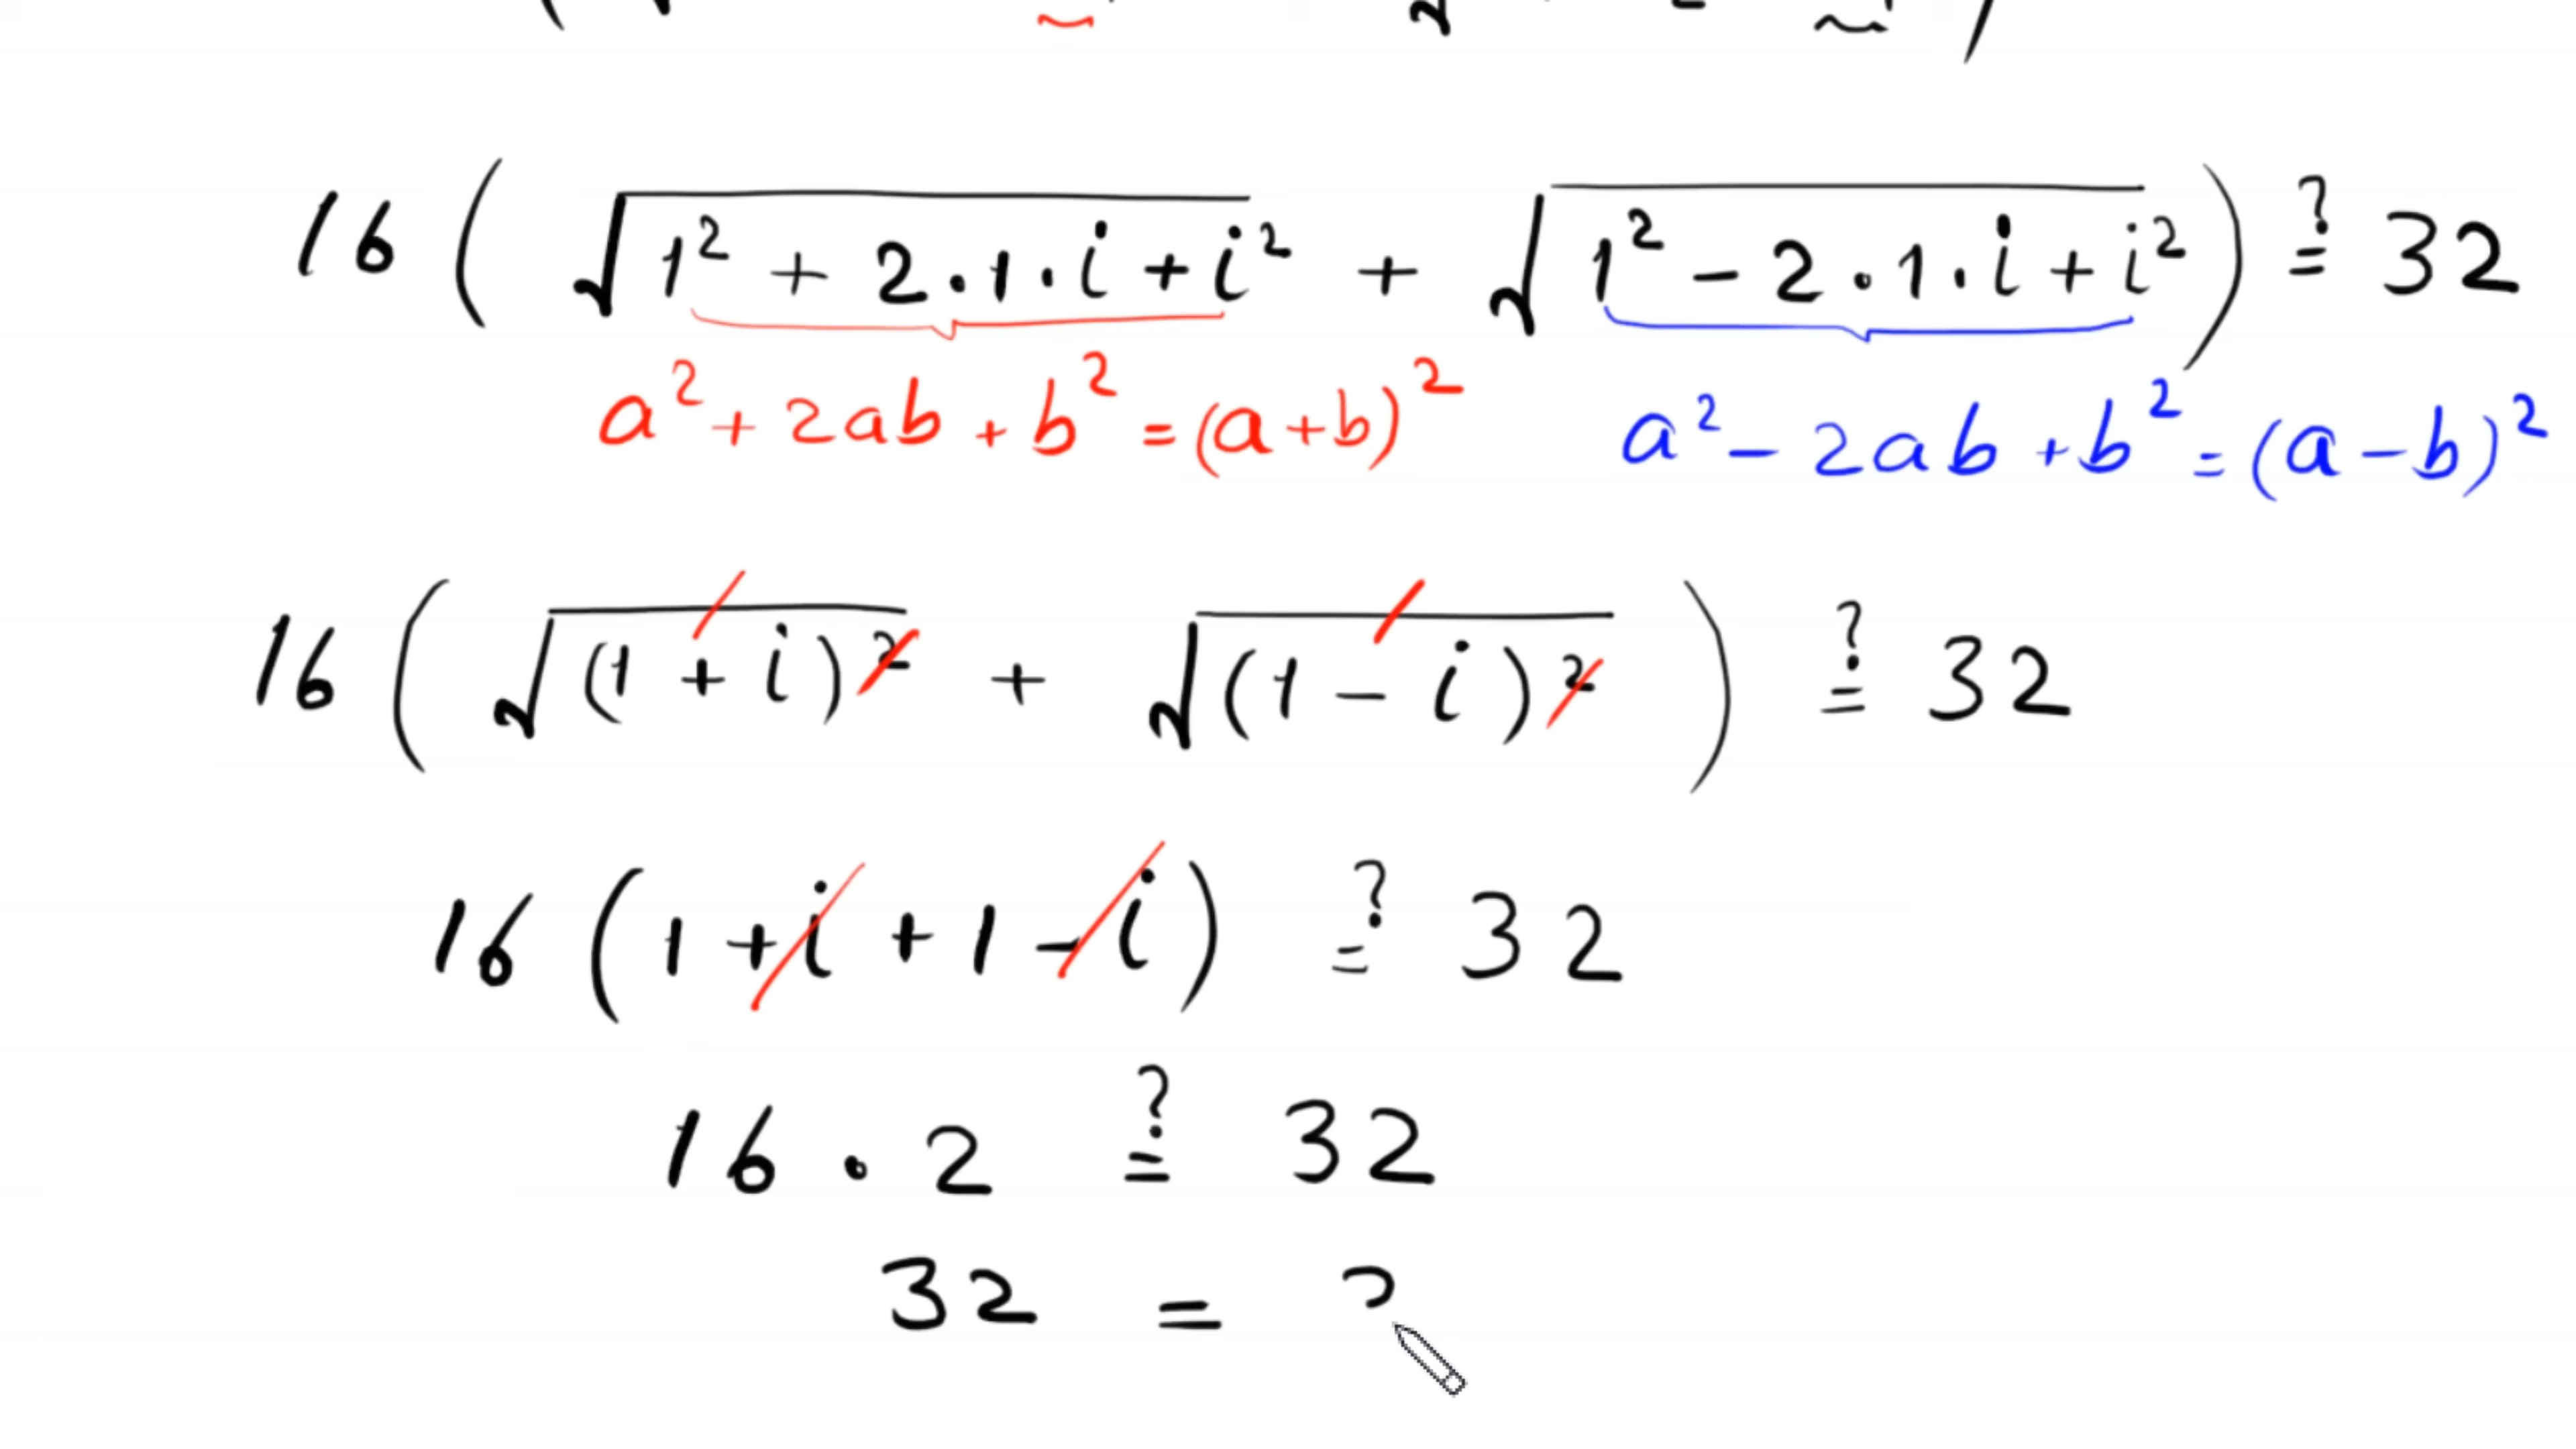 16 ( √(1² + 2 · 1 · i + i²) + √(1² − 2 · 1 · i + i²) ) ≟ 32
a² + 2ab + b² = (a + b)² a² − 2ab + b² = (a − b)²
16 ( √(1 + i)² + √(1 − i)² ) ≟ 32
16 ( 1 + i + 1 − i ) ≟ 32
16 · 2 ≟ 32
32 =